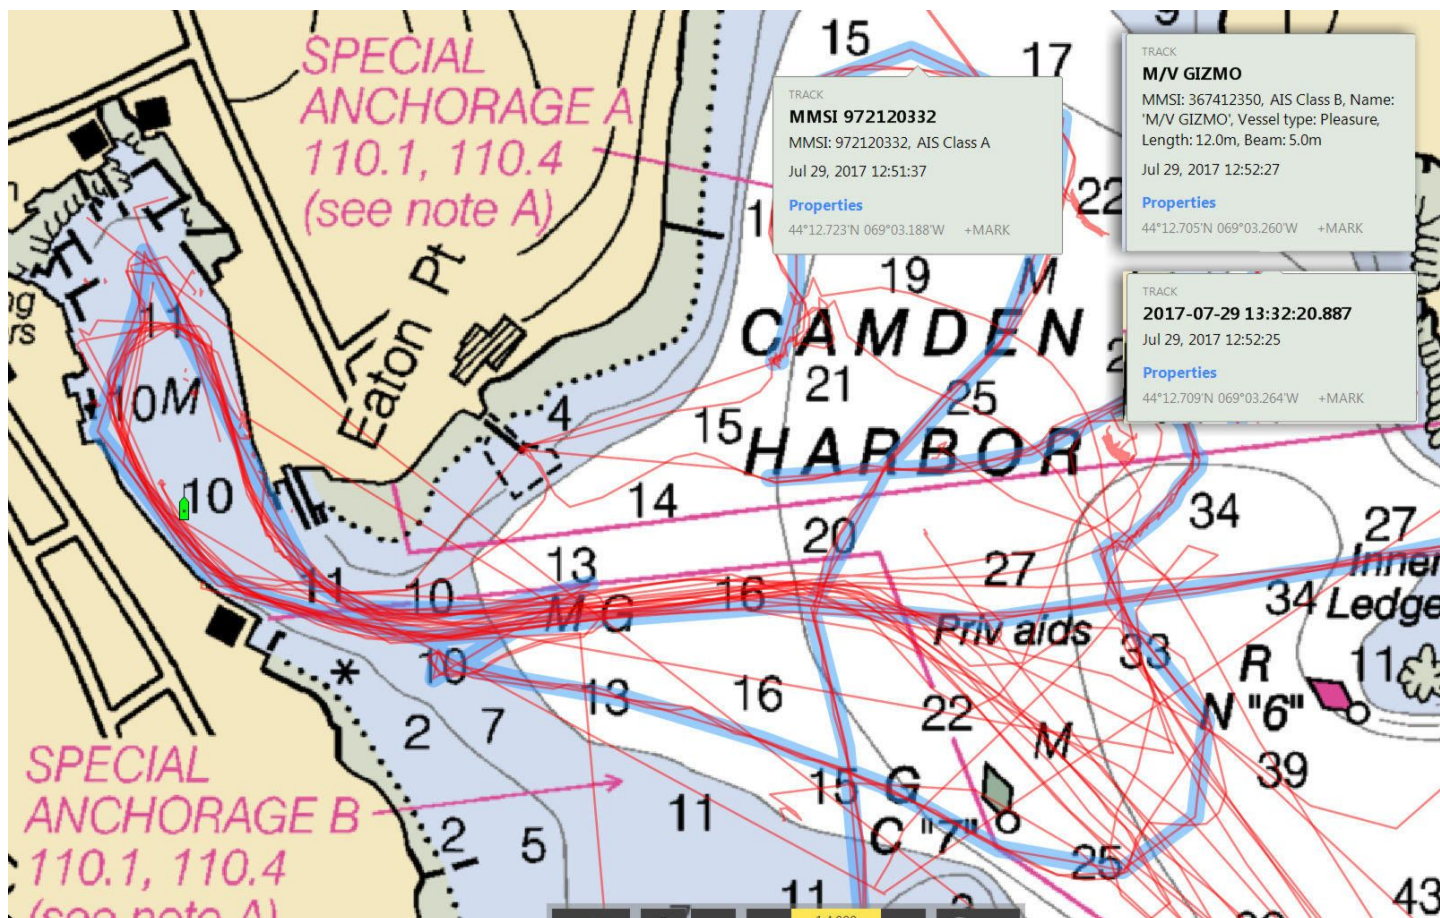 SPECIAL
ANCHORAGE A
110.1, 110.4
(see note A)
15
17
9
TRACK
MMSI 972120332
MMSI: 972120332, AIS Class A
Jul 29, 2017 12:51:37
Properties
44°12.723'N 069°03.188'W +MARK
TRACK
M/V GIZMO
MMSI: 367412350, AIS Class B, Name:
'M/V GIZMO', Vessel type: Pleasure,
Length: 12.0m, Beam: 5.0m
Jul 29, 2017 12:52:27
Properties
44°12.705'N 069°03.260'W +MARK
22
TRACK
2017-07-29 13:32:20.887
Jul 29, 2017 12:52:25
Properties
44°12.709'N 069°03.264'W +MARK
19
M
CAMDEN
HARBOR
Eaton Pt
11
10 M
10
4
21
25
15
14
20
34
27
13
27
11
10
M G
16
Priv aids
34
Inner
Ledge
10
13
16
33
R
N "6"
11
2
7
22
M
39
SPECIAL
ANCHORAGE B
110.1, 110.4
(see note A)
15
G
C "7"
11
2
5
25
11
43